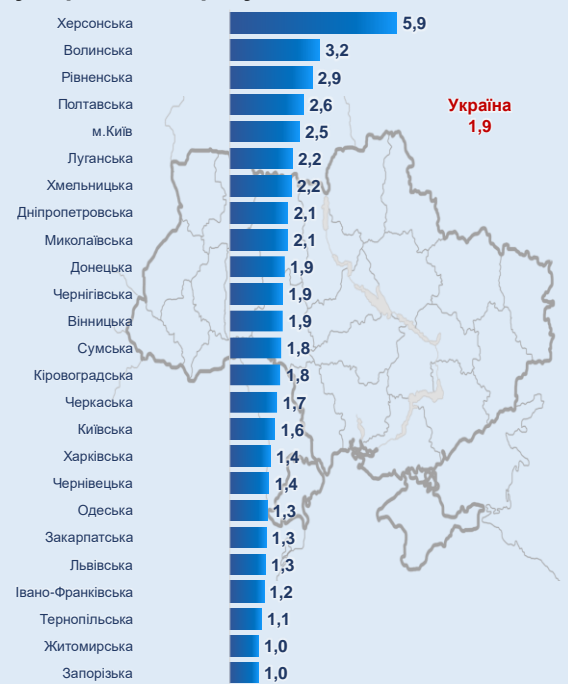 Херсонська 5,9
Волинська 3,2
Рівненська 2,9
Полтавська 2,6
Україна
1,9
м.Київ 2,5
Луганська 2,2
Хмельницька 2,2
Дніпропетровська 2,1
Миколаївська 2,1
Донецька 1,9
Чернігівська 1,9
Вінницька 1,9
Сумська 1,8
Кіровоградська 1,8
Черкаська 1,7
Київська 1,6
Харківська 1,4
Чернівецька 1,4
Одеська 1,3
Закарпатська 1,3
Львівська 1,3
Івано-Франківська 1,2
Тернопільська 1,1
Житомирська 1,0
Запорізька 1,0